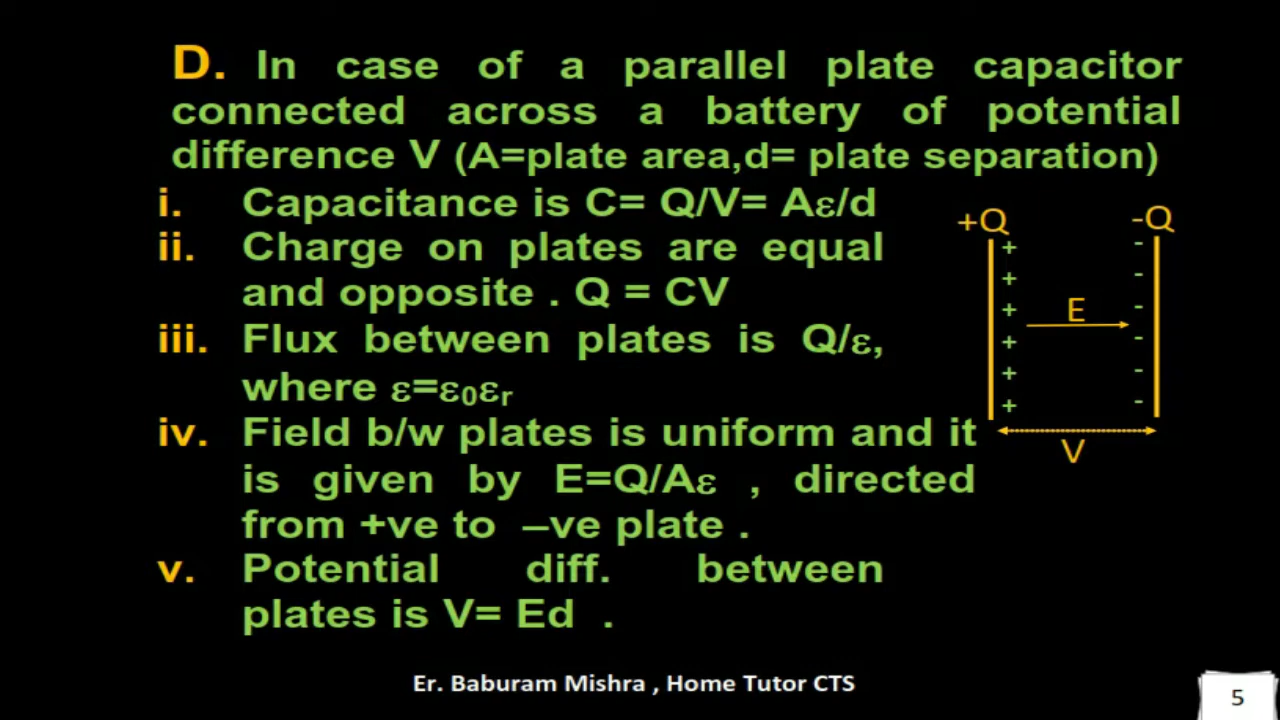 D. In case of a parallel plate capacitor
connected across a battery of potential
difference V (A=plate area,d= plate separation)
i. Capacitance is C= Q/V= Aε/d
ii. Charge on plates are equal
and opposite . Q = CV
iii. Flux between plates is Q/ε,
where ε=ε₀εᵣ
iv. Field b/w plates is uniform and it
is given by E=Q/Aε , directed
from +ve to –ve plate .
v. Potential diff. between
plates is V= Ed .
+Q -Q
+ -
+ -
E
+ -
+ -
+ -
+ -
V
Er. Baburam Mishra , Home Tutor CTS
5